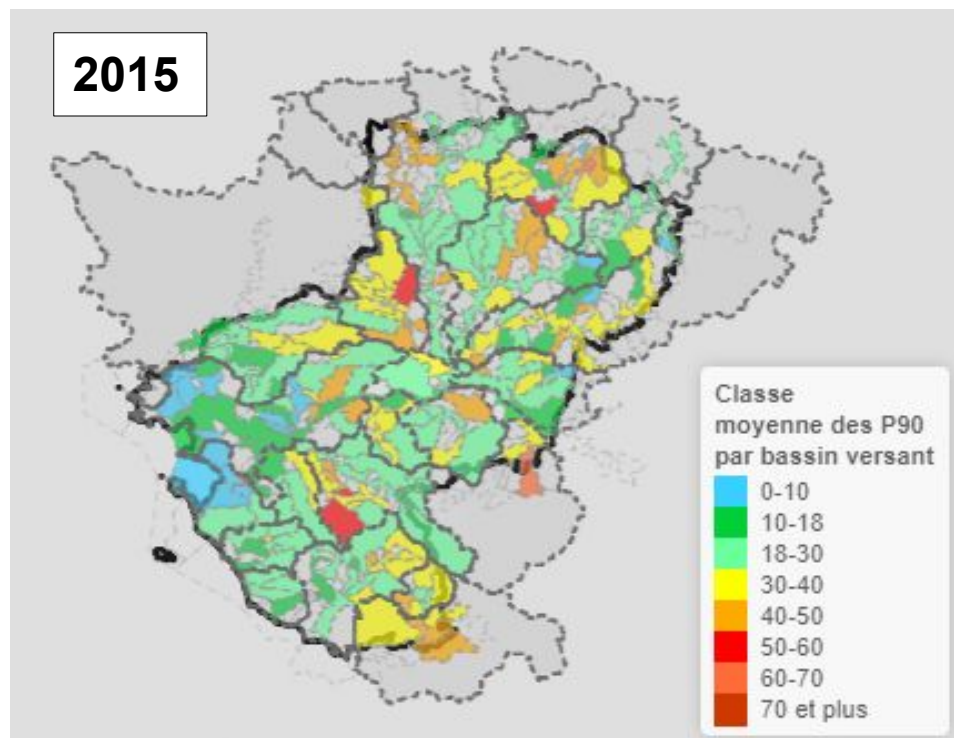 2015
Classe
moyenne des P90
par bassin versant
0-10
10-18
18-30
30-40
40-50
50-60
60-70
70 et plus